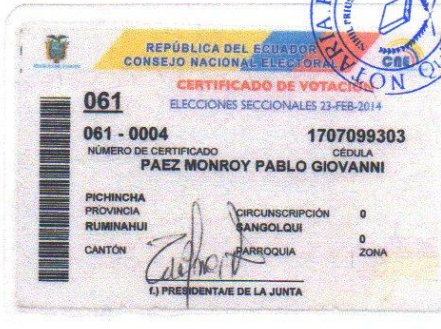 REPÚBLICA DEL ECUADOR
CONSEJO NACIONAL ELECTORAL
CNE
CERTIFICADO DE VOTACIÓN
061
ELECCIONES SECCIONALES 23-FEB-2014
061 - 0004 1707099303
NÚMERO DE CERTIFICADO CÉDULA
PAEZ MONROY PABLO GIOVANNI
PICHINCHA
PROVINCIA CIRCUNSCRIPCIÓN 0
RUMINAHUI SANGOLQUI
0
CANTÓN PARROQUIA ZONA
f.) PRESIDENTA/E DE LA JUNTA